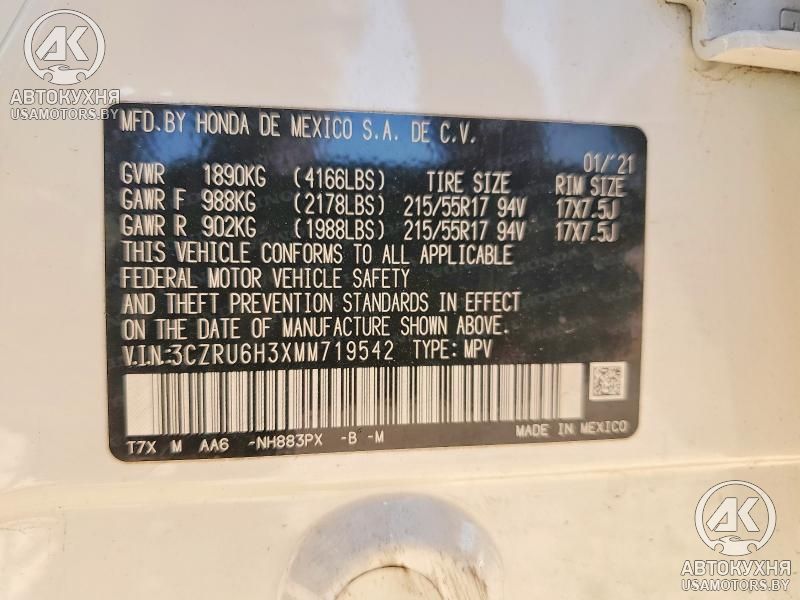 AK
АВТОКУХНЯ
USAMOTORS.BY
MFD.BY HONDA DE MEXICO S.A. DE C.V.
01/'21
GVWR 1890KG (4166LBS) TIRE SIZE RIM SIZE
GAWR F 988KG (2178LBS) 215/55R17 94V 17X7.5J
GAWR R 902KG (1988LBS) 215/55R17 94V 17X7.5J
THIS VEHICLE CONFORMS TO ALL APPLICABLE
FEDERAL MOTOR VEHICLE SAFETY
AND THEFT PREVENTION STANDARDS IN EFFECT
ON THE DATE OF MANUFACTURE SHOWN ABOVE.
V.I.N.:3CZRU6H3XMM719542 TYPE: MPV
T7X M AA6 -NH883PX -B -M MADE IN MEXICO
AK
АВТОКУХНЯ
USAMOTORS.BY